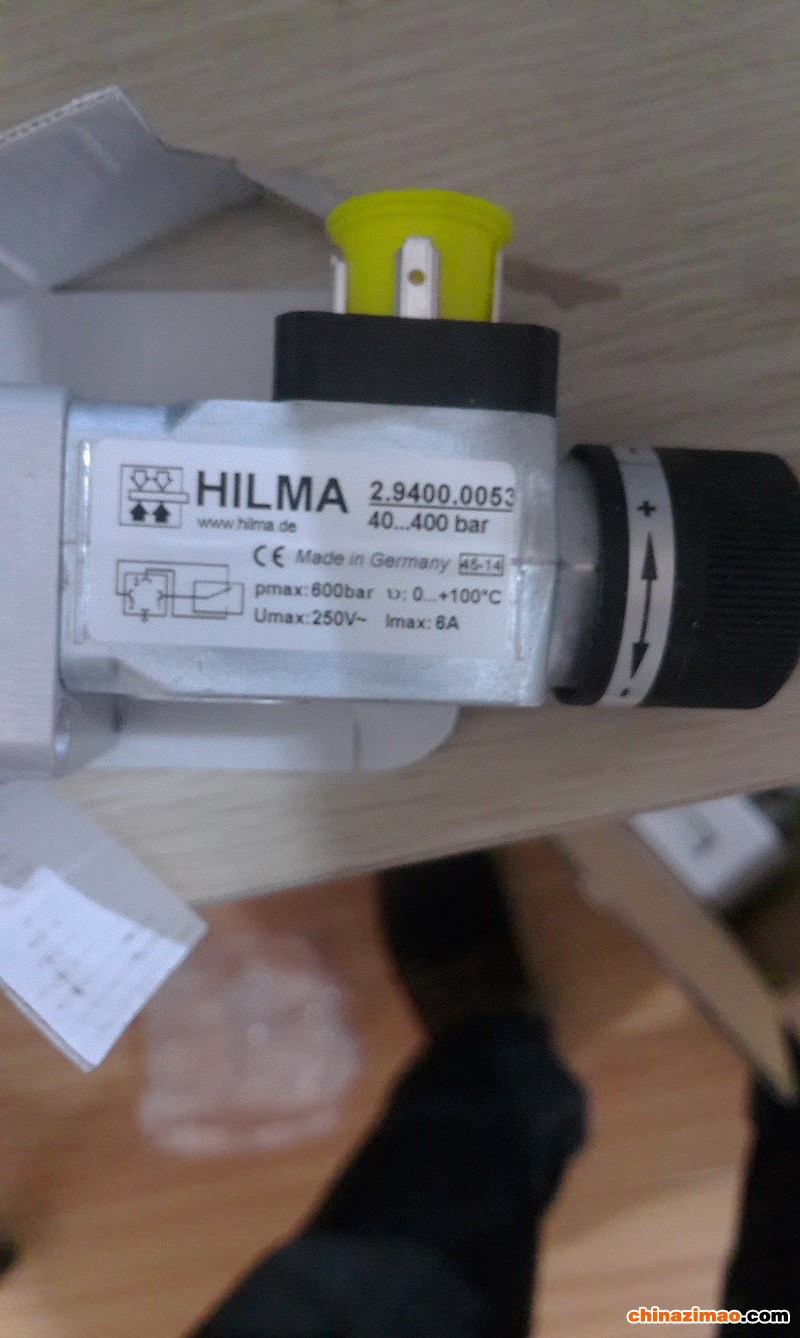 HILMA
www.hilma.de
2.9400.0053
40...400 bar
CE Made in Germany 45-14
pmax: 600bar ʋ: 0...+100°C
Umax: 250V~ Imax: 6A
+
-
chinazimao.com